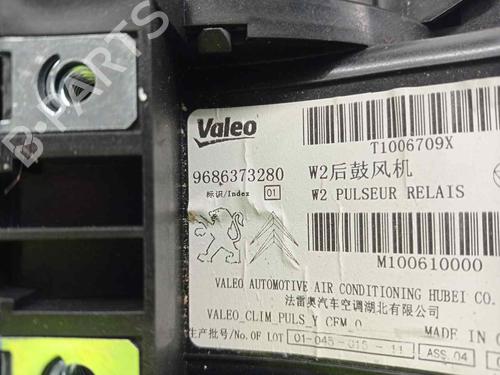 B-PARTS
Valeo
T1006709X
9686373280
W2后鼓风机
标识/Index 01
W2 PULSEUR RELAIS
M100610000
VALEO AUTOMOTIVE AIR CONDITIONING HUBEI CO.
法雷奥汽车空调湖北有限公司
VALEO_CLIM_PULS_Y_CFM_0
MADE IN C
生产批号/No.OF LOT 01-045-015-11 ASS.04